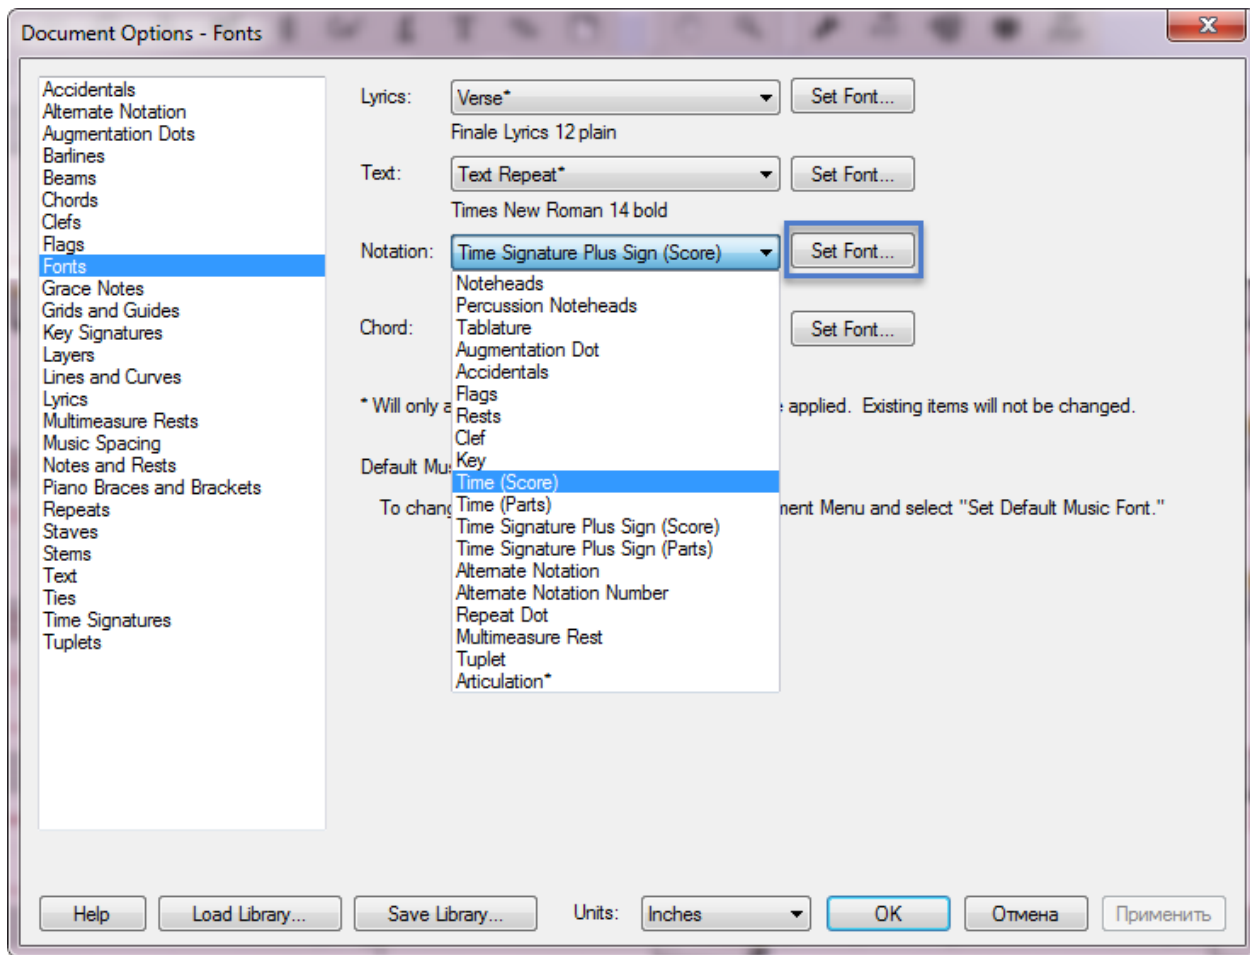 Document Options - Fonts
Accidentals
Alternate Notation
Augmentation Dots
Barlines
Beams
Chords
Clefs
Flags
Fonts
Grace Notes
Grids and Guides
Key Signatures
Layers
Lines and Curves
Lyrics
Multimeasure Rests
Music Spacing
Notes and Rests
Piano Braces and Brackets
Repeats
Staves
Stems
Text
Ties
Time Signatures
Tuplets
Lyrics: Verse* Set Font...
Finale Lyrics 12 plain
Text: Text Repeat* Set Font...
Times New Roman 14 bold
Notation: Time Signature Plus Sign (Score) Set Font...
Noteheads
Percussion Noteheads
Tablature
Augmentation Dot
Accidentals
Flags
Rests
Clef
Key
Time (Score)
Time (Parts)
Time Signature Plus Sign (Score)
Time Signature Plus Sign (Parts)
Alternate Notation
Alternate Notation Number
Repeat Dot
Multimeasure Rest
Tuplet
Articulation*
Chord: Set Font...
* Will only applied. Existing items will not be changed.
Default
To ment Menu and select "Set Default Music Font."
Help Load Library... Save Library... Units: Inches OK Отмена Применить